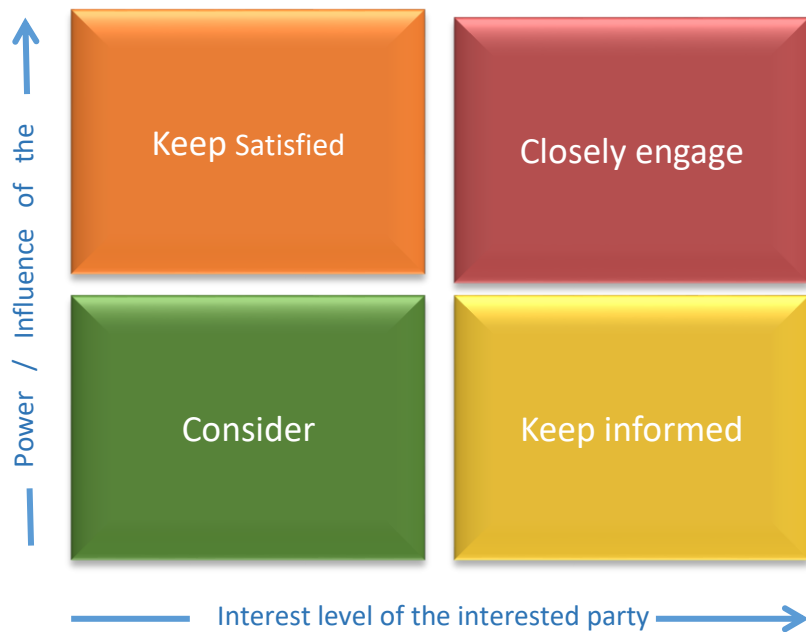 Keep Satisfied
Closely engage
Power / Influence of the
Consider
Keep informed
Interest level of the interested party